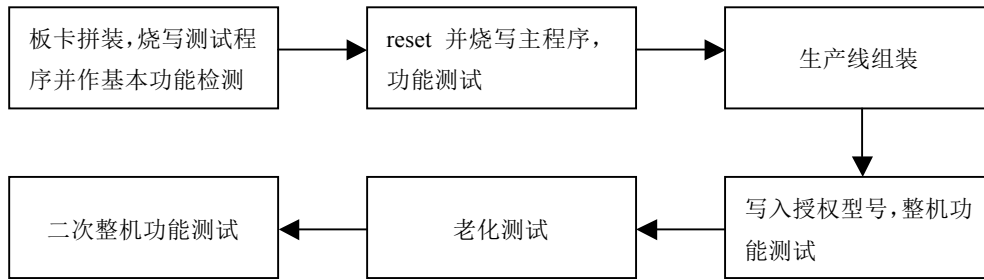 板卡拼装，烧写测试程
序并作基本功能检测
reset 并烧写主程序，
功能测试
生产线组装
写入授权型号，整机功
能测试
老化测试
二次整机功能测试